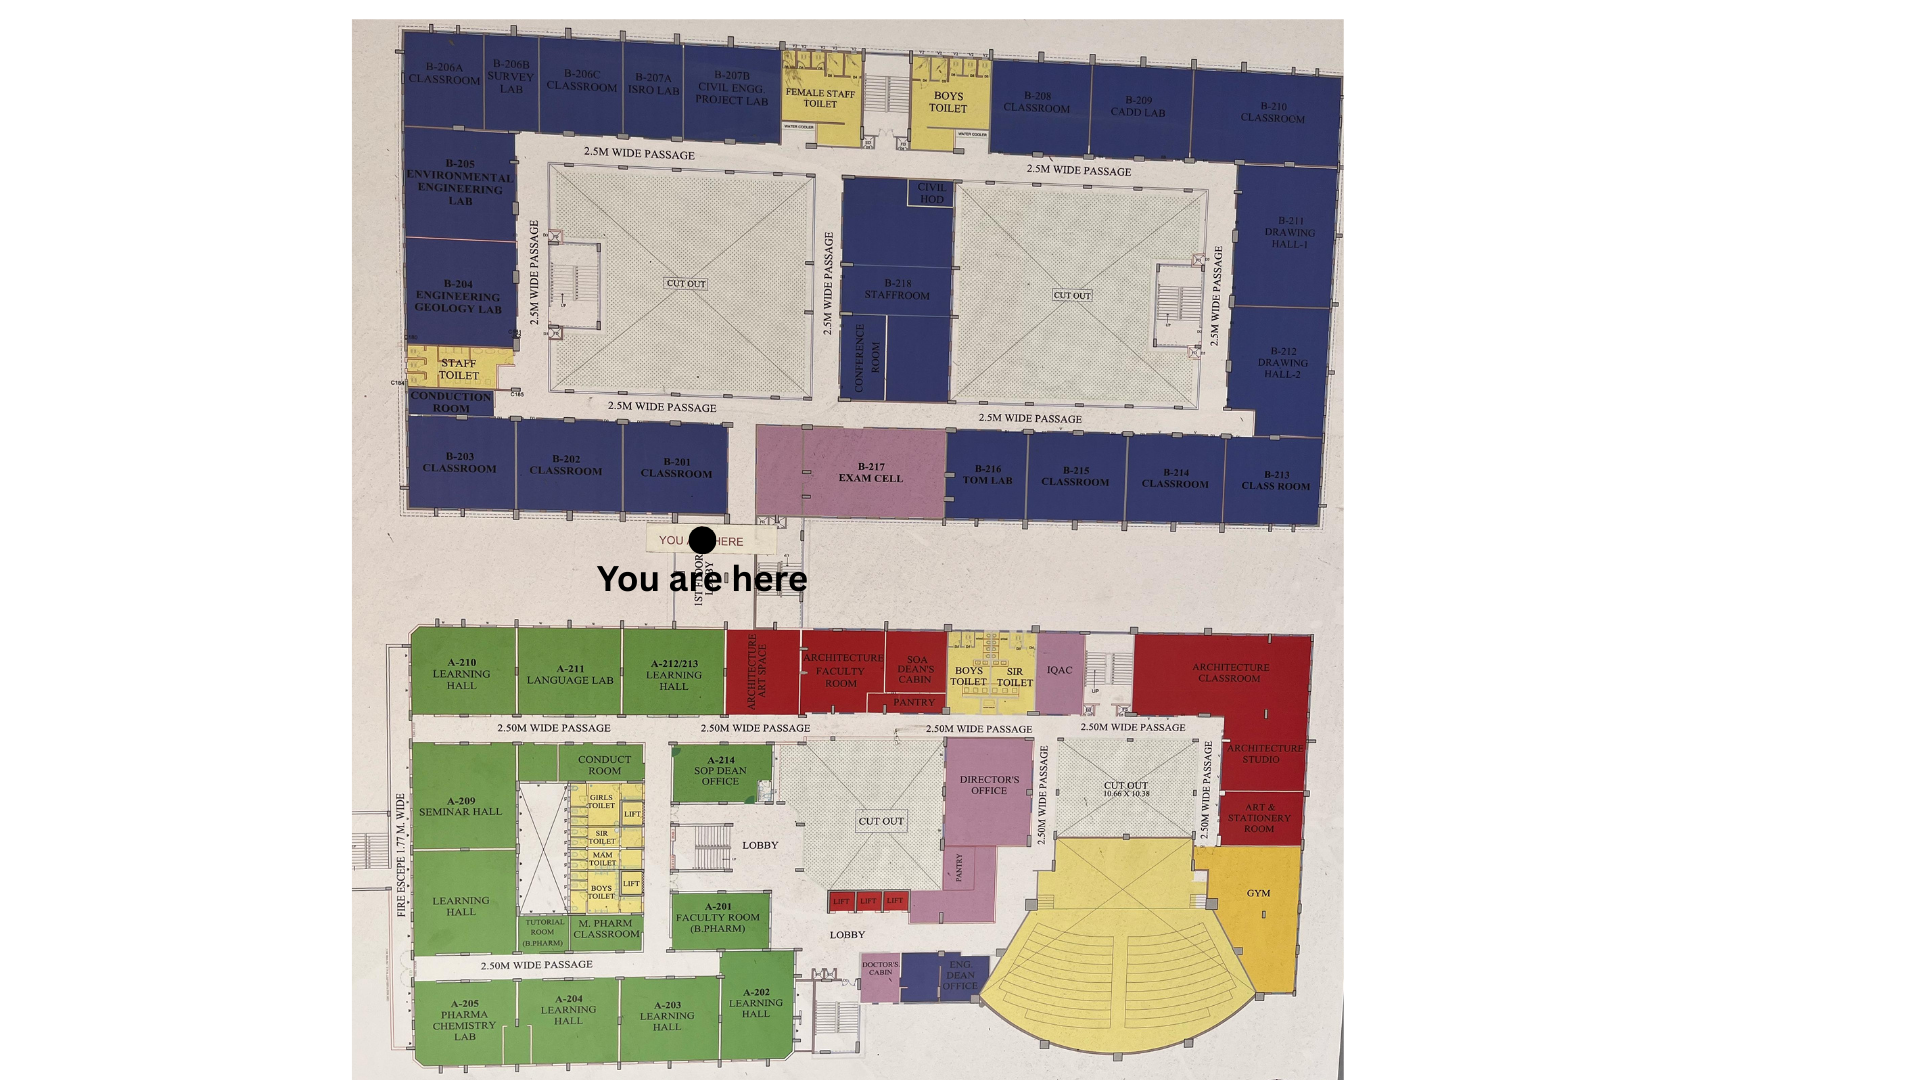 B-206A
CLASSROOM
B-206B
SURVEY
LAB
B-206C
CLASSROOM
B-207A
ISRO LAB
B-207B
CIVIL ENGG.
PROJECT LAB
FEMALE STAFF
TOILET
WATER COOLER
BOYS
TOILET
WATER COOLER
B-208
CLASSROOM
B-209
CADD LAB
B-210
CLASSROOM
2.5M WIDE PASSAGE
2.5M WIDE PASSAGE
B-205
ENVIRONMENTAL
ENGINEERING
LAB
CIVIL
HOD
B-211
DRAWING
HALL-1
2.5M WIDE PASSAGE
2.5M WIDE PASSAGE
2.5M WIDE PASSAGE
B-204
ENGINEERING
GEOLOGY LAB
UP
CUT OUT
B-218
STAFFROOM
CUT OUT
UP
CONFERENCE
ROOM
B-212
DRAWING
HALL-2
STAFF
TOILET
C184
C185
CONDUCTION
ROOM
2.5M WIDE PASSAGE
2.5M WIDE PASSAGE
B-203
CLASSROOM
B-202
CLASSROOM
B-201
CLASSROOM
B-217
EXAM CELL
B-216
TOM LAB
B-215
CLASSROOM
B-214
CLASSROOM
B-213
CLASS ROOM
YOU HERE
You are here
A-210
LEARNING
HALL
A-211
LANGUAGE LAB
A-212/213
LEARNING
HALL
ARCHITECTURE
ART SPACE
ARCHITECTURE
FACULTY
ROOM
SOA
DEAN'S
CABIN
PANTRY
BOYS
TOILET
SIR
TOILET
IQAC
UP
ARCHITECTURE
CLASSROOM
2.50M WIDE PASSAGE
2.50M WIDE PASSAGE
2.50M WIDE PASSAGE
2.50M WIDE PASSAGE
CONDUCT
ROOM
A-214
SOP DEAN
OFFICE
DIRECTOR'S
OFFICE
2.50M WIDE PASSAGE
CUT OUT
10.66 X 10.38
2.50M WIDE PASSAGE
ARCHITECTURE
STUDIO
A-209
SEMINAR HALL
GIRLS
TOILET
LIFT
SIR
TOILET
MAM
TOILET
BOYS
TOILET
LIFT
LOBBY
CUT OUT
ART &
STATIONERY
ROOM
FIRE ESCEPE 1.77 M. WIDE
LEARNING
HALL
PANTRY
GYM
LIFT
LIFT
LIFT
TUTORIAL
ROOM
(B.PHARM)
M. PHARM
CLASSROOM
A-201
FACULTY ROOM
(B.PHARM)
LOBBY
2.50M WIDE PASSAGE
DOCTOR'S
CABIN
ENG.
DEAN
OFFICE
A-205
PHARMA
CHEMISTRY
LAB
A-204
LEARNING
HALL
A-203
LEARNING
HALL
A-202
LEARNING
HALL